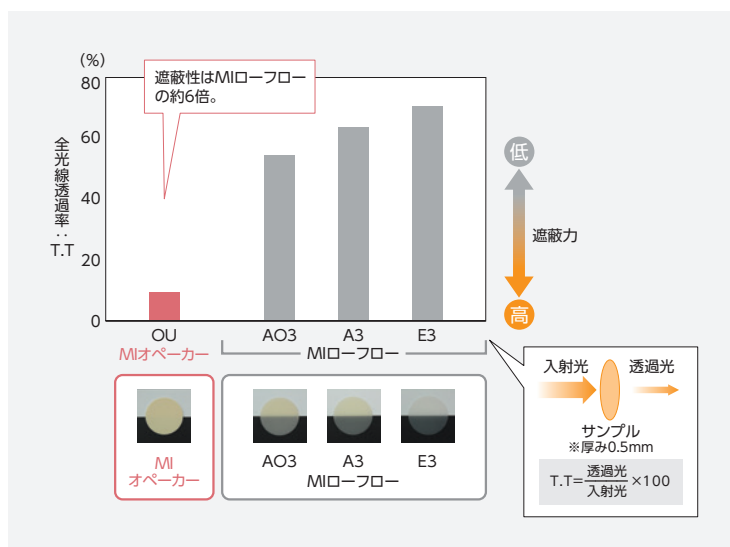 (%)
80
60
40
20
0
全光線透過率：T.T
遮蔽性はMIローフロー
の約6倍。
OU
AO3
A3
E3
MIオペーカー
MIローフロー
低
遮蔽力
高
MI
オペーカー
AO3
A3
E3
MIローフロー
入射光
透過光
サンプル
※厚み0.5mm
T.T=透過光/入射光×100